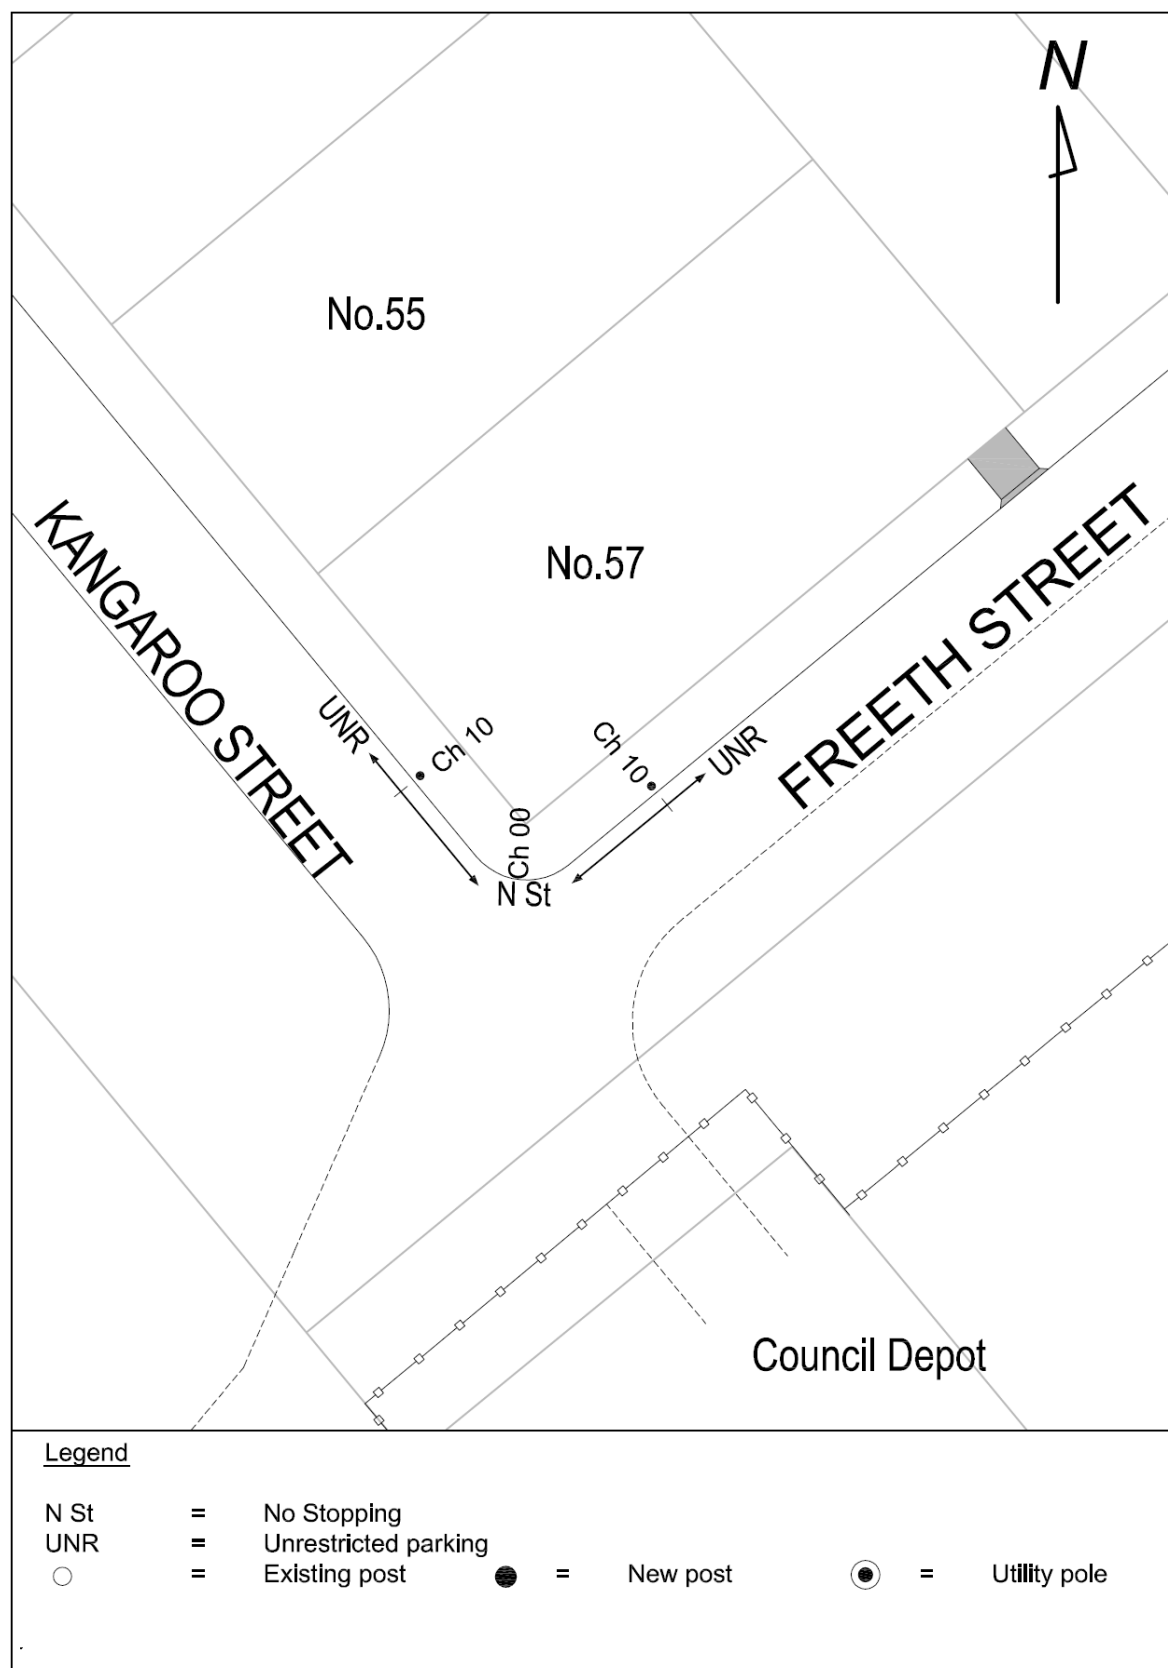 N
No.55
No.57
KANGAROO STREET
FREETH STREET
UNR
Ch 10
Ch 10
UNR
Ch 00
N St
Council Depot
Legend
N St = No Stopping
UNR = Unrestricted parking
= Existing post = New post = Utility pole